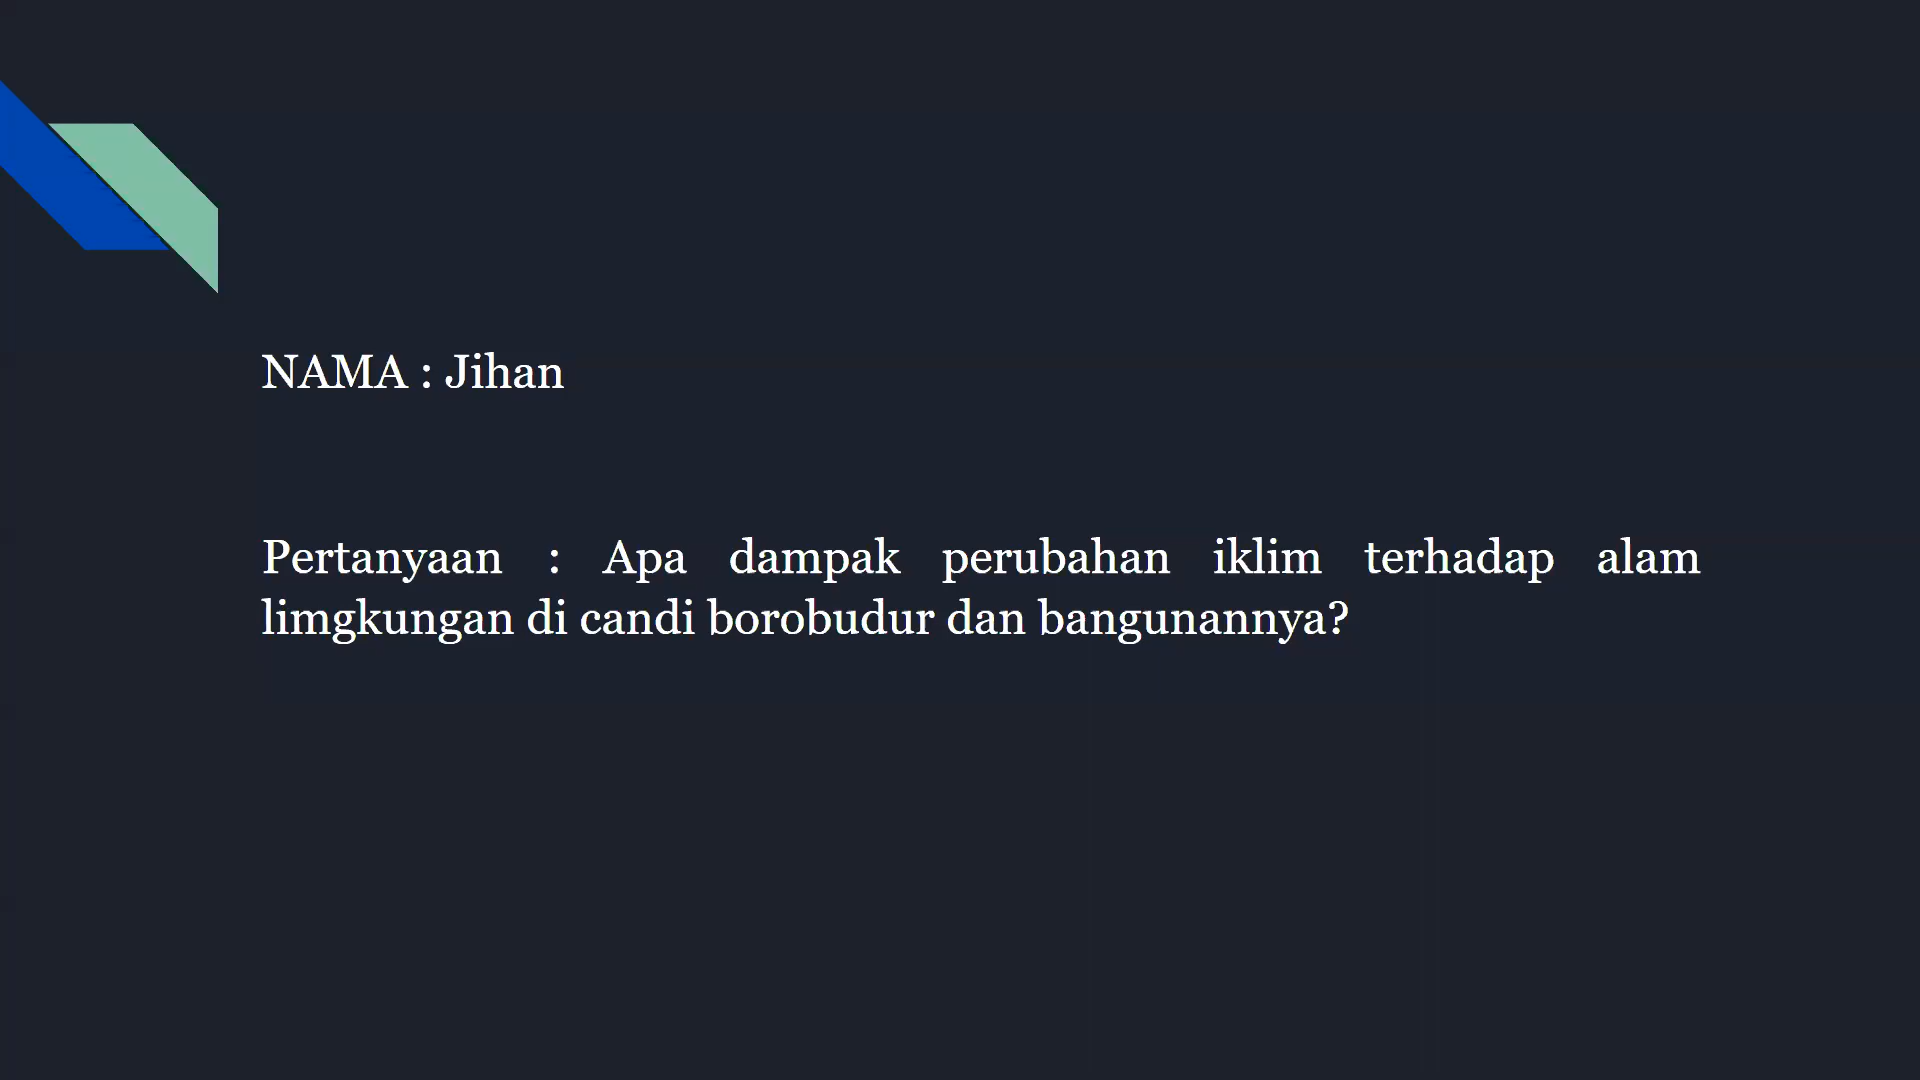 NAMA : Jihan
Pertanyaan : Apa dampak perubahan iklim terhadap alam
limgkungan di candi borobudur dan bangunannya?